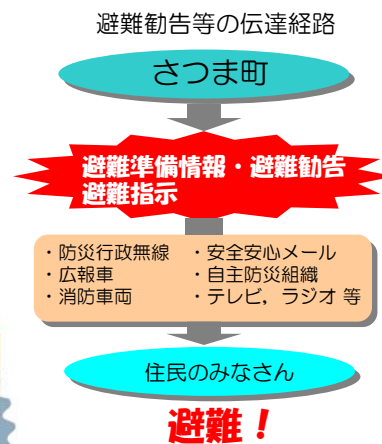 避難勧告等の伝達経路
さつま町
避難準備情報・避難勧告
避難指示
・防災行政無線 ・安全安心メール
・広報車 ・自主防災組織
・消防車両 ・テレビ，ラジオ 等
住民のみなさん
避難！